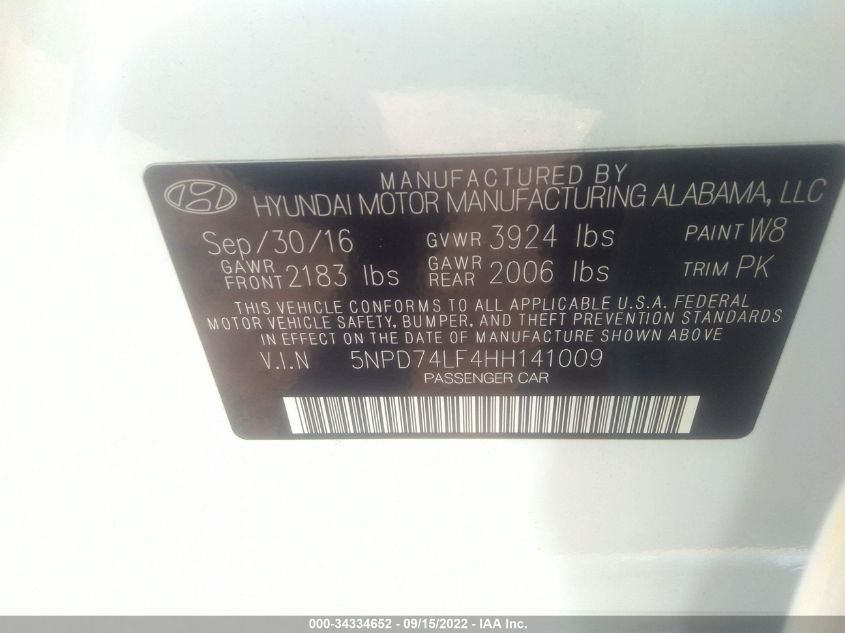 MANUFACTURED BY
HYUNDAI MOTOR MANUFACTURING ALABAMA, LLC
Sep/30/16 GVWR 3924 lbs PAINT W8
GAWR FRONT 2183 lbs GAWR REAR 2006 lbs TRIM PK
THIS VEHICLE CONFORMS TO ALL APPLICABLE U.S.A. FEDERAL
MOTOR VEHICLE SAFETY, BUMPER, AND THEFT PREVENTION STANDARDS
IN EFFECT ON THE DATE OF MANUFACTURE SHOWN ABOVE
V.I.N 5NPD74LF4HH141009
PASSENGER CAR
000-34334652 - 09/15/2022 - IAA Inc.